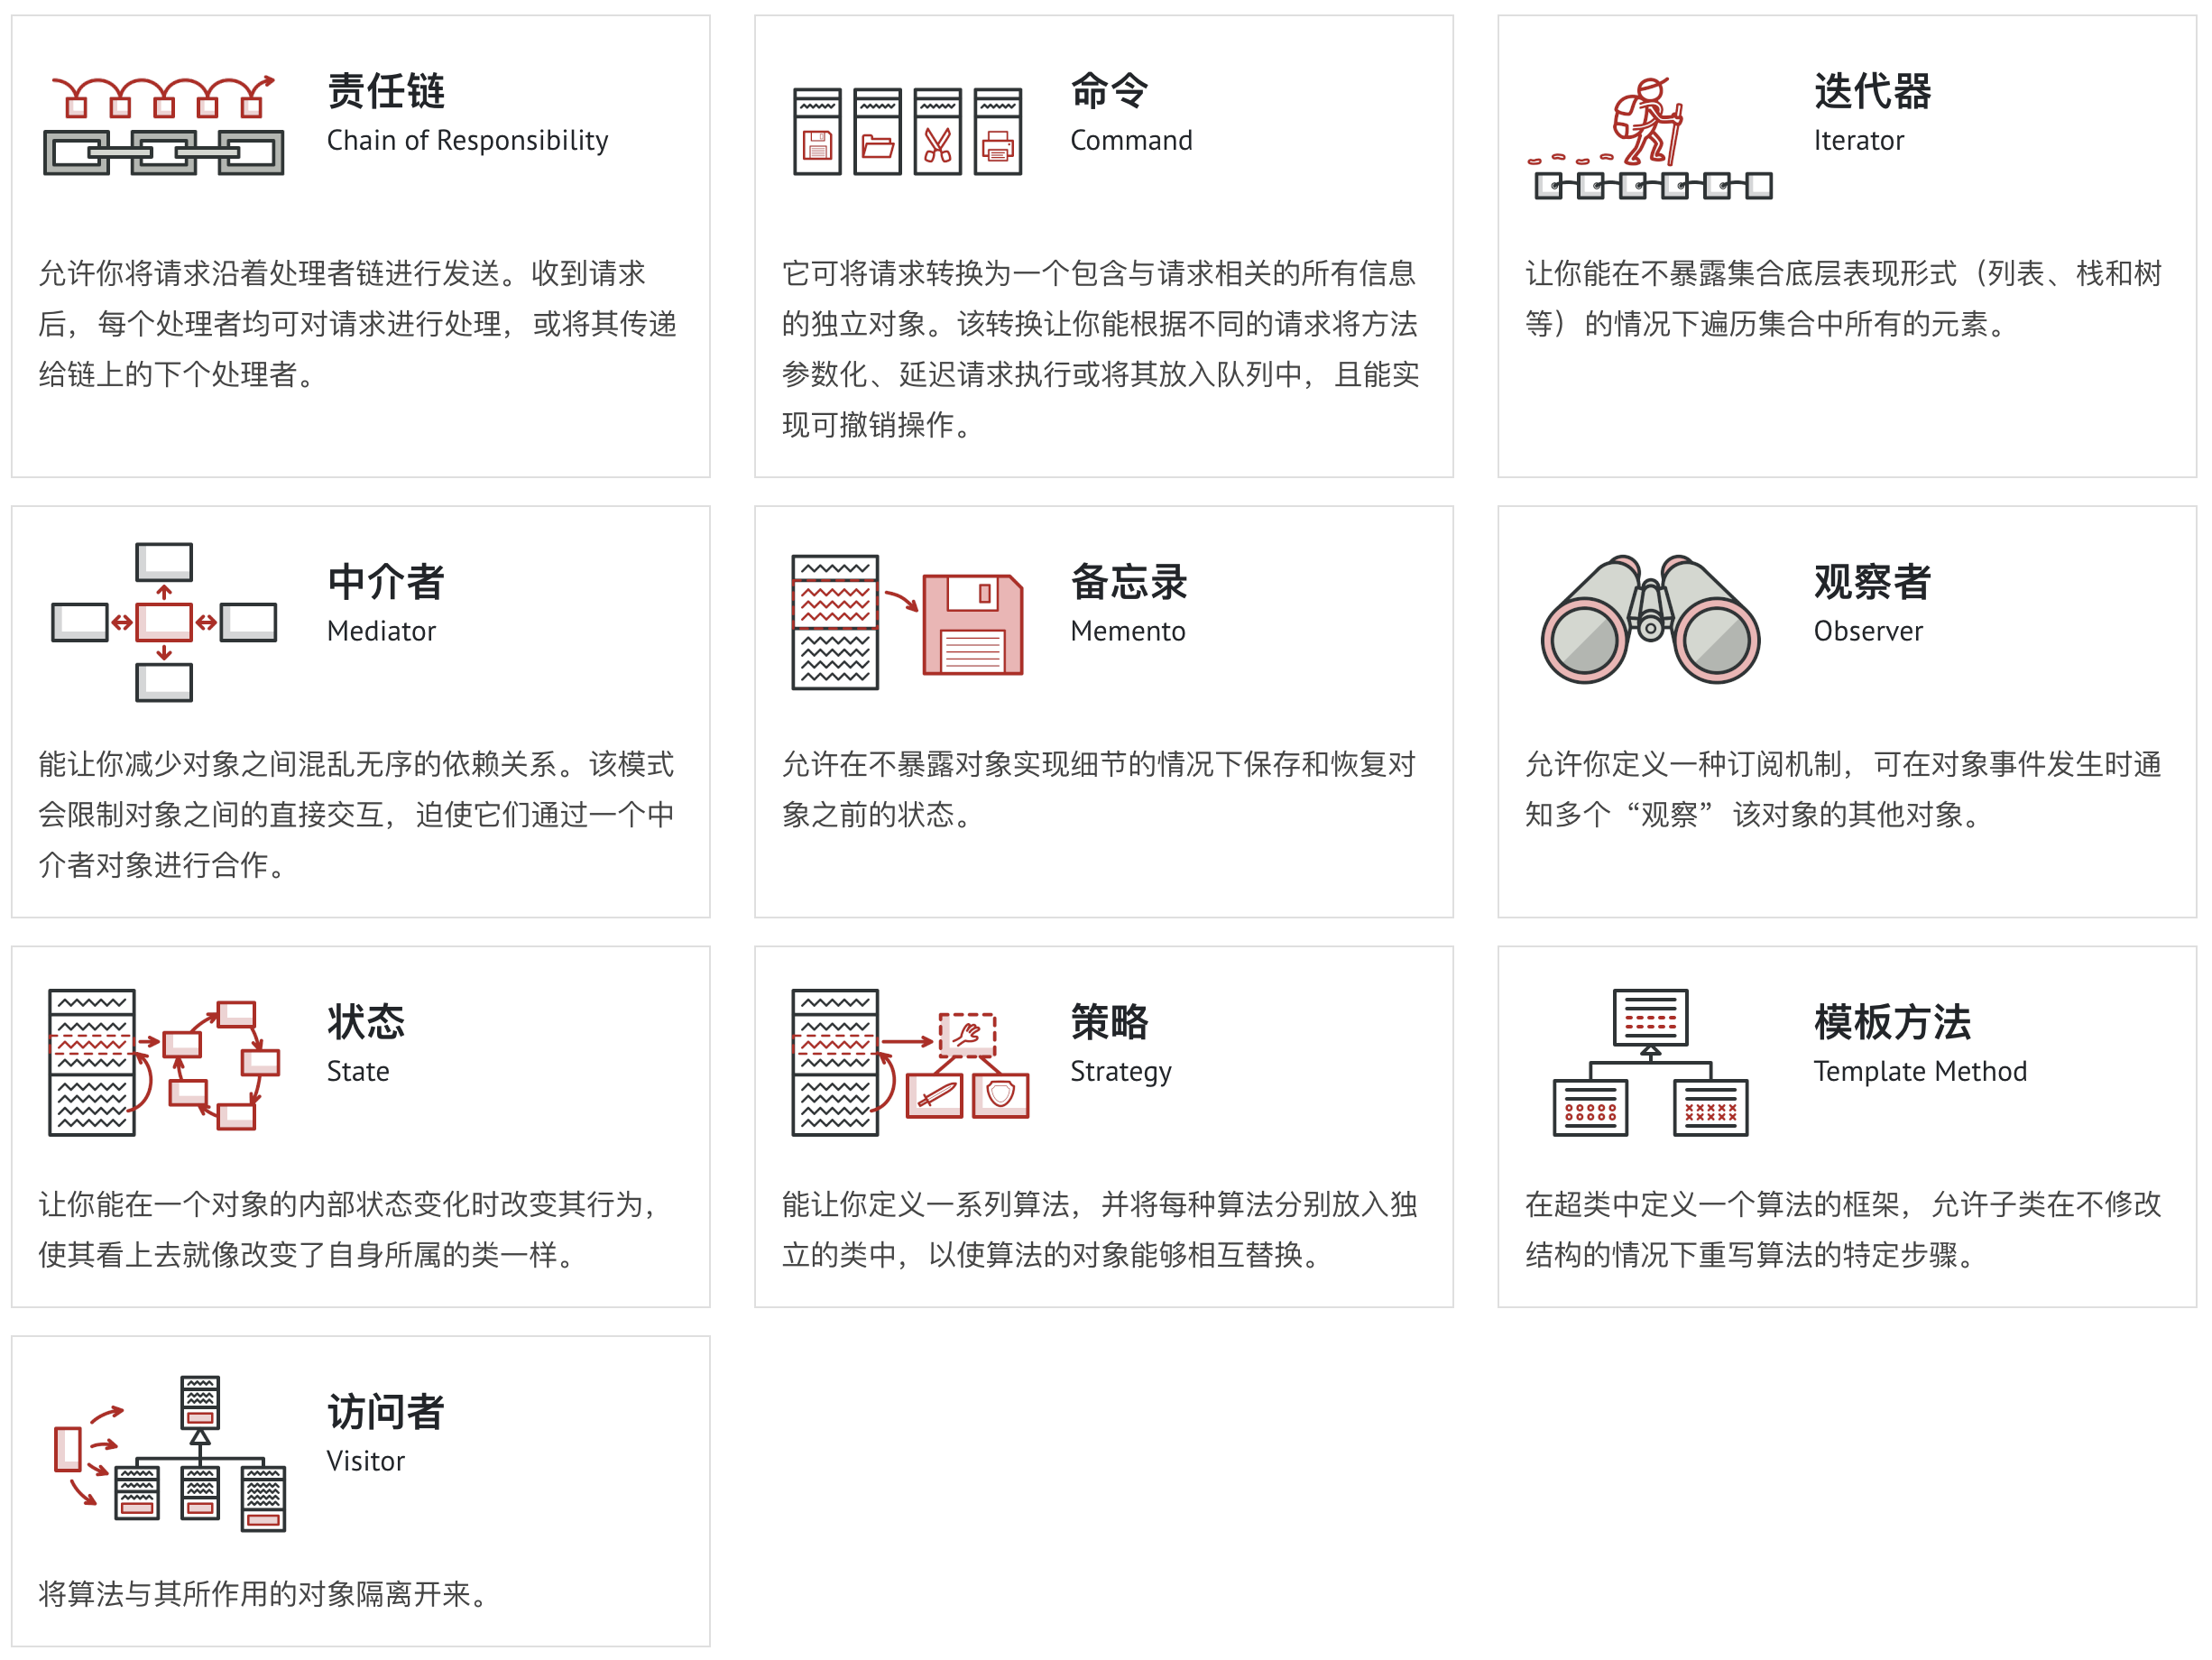 责任链
Chain of Responsibility
允许你将请求沿着处理者链进行发送。收到请求
后，每个处理者均可对请求进行处理，或将其传递
给链上的下个处理者。
命令
Command
它可将请求转换为一个包含与请求相关的所有信息
的独立对象。该转换让你能根据不同的请求将方法
参数化、延迟请求执行或将其放入队列中，且能实
现可撤销操作。
迭代器
Iterator
让你能在不暴露集合底层表现形式（列表、栈和树
等）的情况下遍历集合中所有的元素。
中介者
Mediator
能让你减少对象之间混乱无序的依赖关系。该模式
会限制对象之间的直接交互，迫使它们通过一个中
介者对象进行合作。
备忘录
Memento
允许在不暴露对象实现细节的情况下保存和恢复对
象之前的状态。
观察者
Observer
允许你定义一种订阅机制，可在对象事件发生时通
知多个“观察”该对象的其他对象。
状态
State
让你能在一个对象的内部状态变化时改变其行为，
使其看上去就像改变了自身所属的类一样。
策略
Strategy
能让你定义一系列算法，并将每种算法分别放入独
立的类中，以使算法的对象能够相互替换。
模板方法
Template Method
在超类中定义一个算法的框架，允许子类在不修改
结构的情况下重写算法的特定步骤。
访问者
Visitor
将算法与其所作用的对象隔离开来。